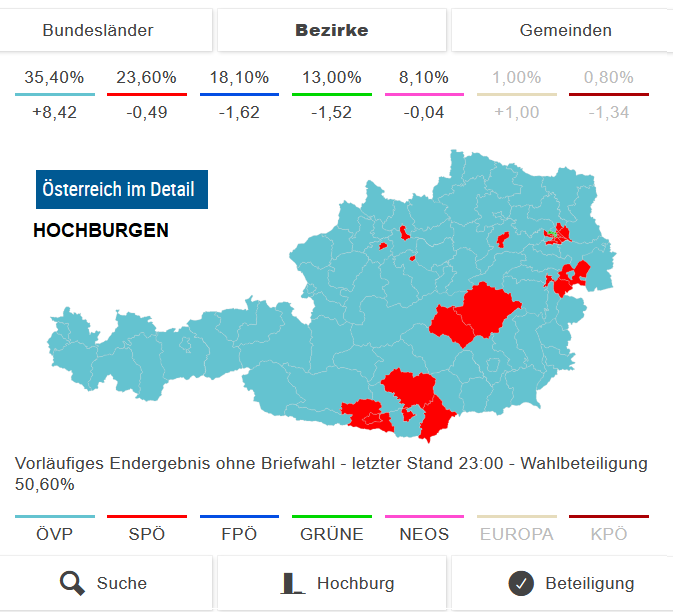 Bundesländer Bezirke Gemeinden
35,40% 23,60% 18,10% 13,00% 8,10% 1,00% 0,80%
+8,42 -0,49 -1,62 -1,52 -0,04 +1,00 -1,34
Österreich im Detail
HOCHBURGEN
Vorläufiges Endergebnis ohne Briefwahl - letzter Stand 23:00 - Wahlbeteiligung
50,60%
ÖVP SPÖ FPÖ GRÜNE NEOS EUROPA KPÖ
Suche Hochburg Beteiligung